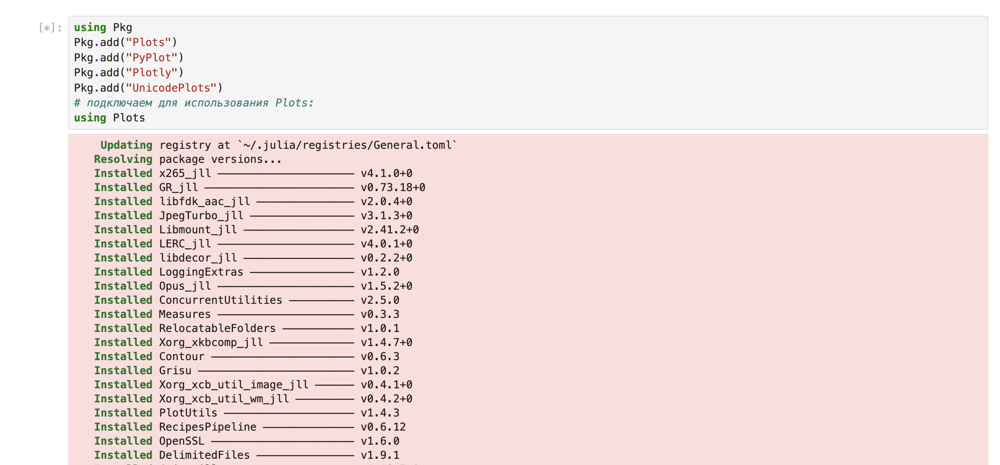 [*]:
using Pkg
Pkg.add("Plots")
Pkg.add("PyPlot")
Pkg.add("Plotly")
Pkg.add("UnicodePlots")
# подключаем для использования Plots:
using Plots
Updating registry at `~/.julia/registries/General.toml`
Resolving package versions...
Installed x265_jll ───────────────────── v4.1.0+0
Installed GR_jll ─────────────────────── v0.73.18+0
Installed libfdk_aac_jll ─────────────── v2.0.4+0
Installed JpegTurbo_jll ──────────────── v3.1.3+0
Installed Libmount_jll ───────────────── v2.41.2+0
Installed LERC_jll ───────────────────── v4.0.1+0
Installed libdecor_jll ───────────────── v0.2.2+0
Installed LoggingExtras ──────────────── v1.2.0
Installed Opus_jll ───────────────────── v1.5.2+0
Installed ConcurrentUtilities ────────── v2.5.0
Installed Measures ───────────────────── v0.3.3
Installed RelocatableFolders ─────────── v1.0.1
Installed Xorg_xkbcomp_jll ───────────── v1.4.7+0
Installed Contour ────────────────────── v0.6.3
Installed Grisu ──────────────────────── v1.0.2
Installed Xorg_xcb_util_image_jll ────── v0.4.1+0
Installed Xorg_xcb_util_wm_jll ───────── v0.4.2+0
Installed PlotUtils ──────────────────── v1.4.3
Installed RecipesPipeline ────────────── v0.6.12
Installed OpenSSL ────────────────────── v1.6.0
Installed DelimitedFiles ─────────────── v1.9.1